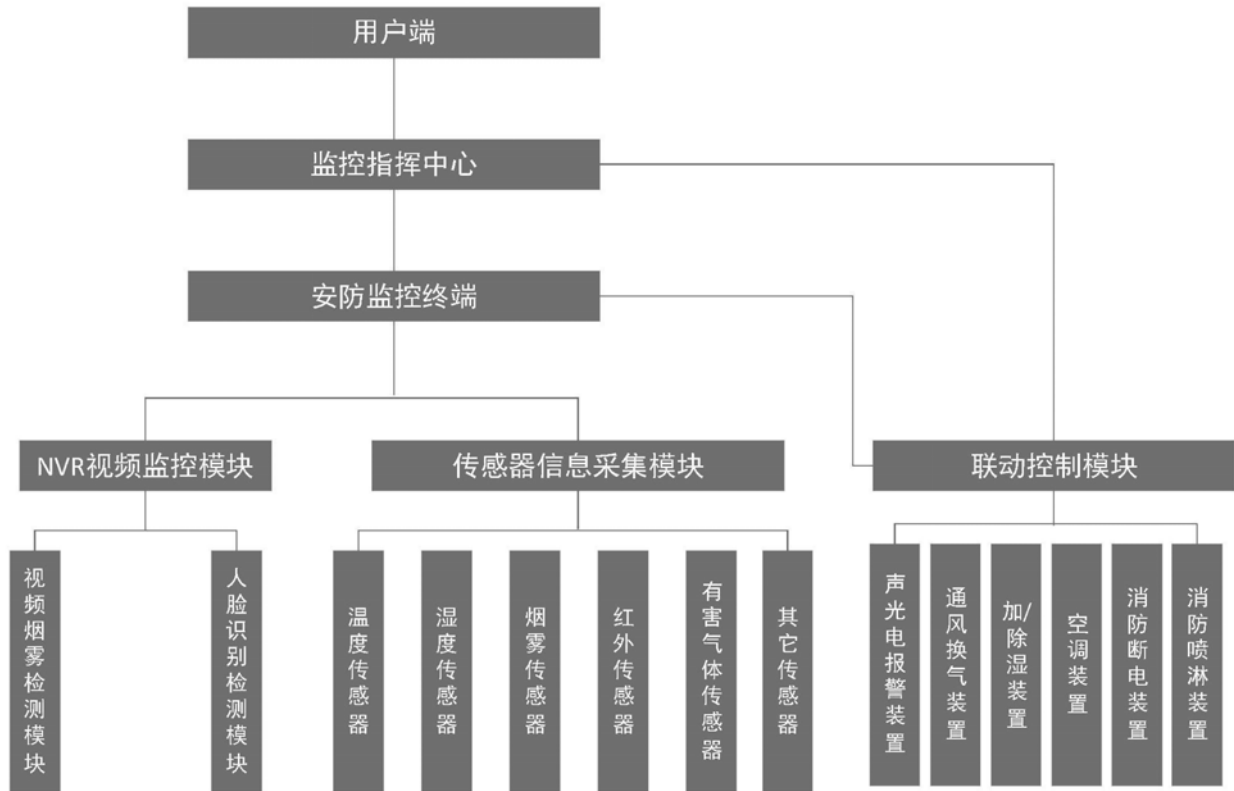 用户端
监控指挥中心
安防监控终端
NVR视频监控模块
传感器信息采集模块
联动控制模块
视频烟雾检测模块
人脸识别检测模块
温度传感器
湿度传感器
烟雾传感器
红外传感器
有害气体传感器
其它传感器
声光电报警装置
通风换气装置
加/除湿装置
空调装置
消防断电装置
消防喷淋装置